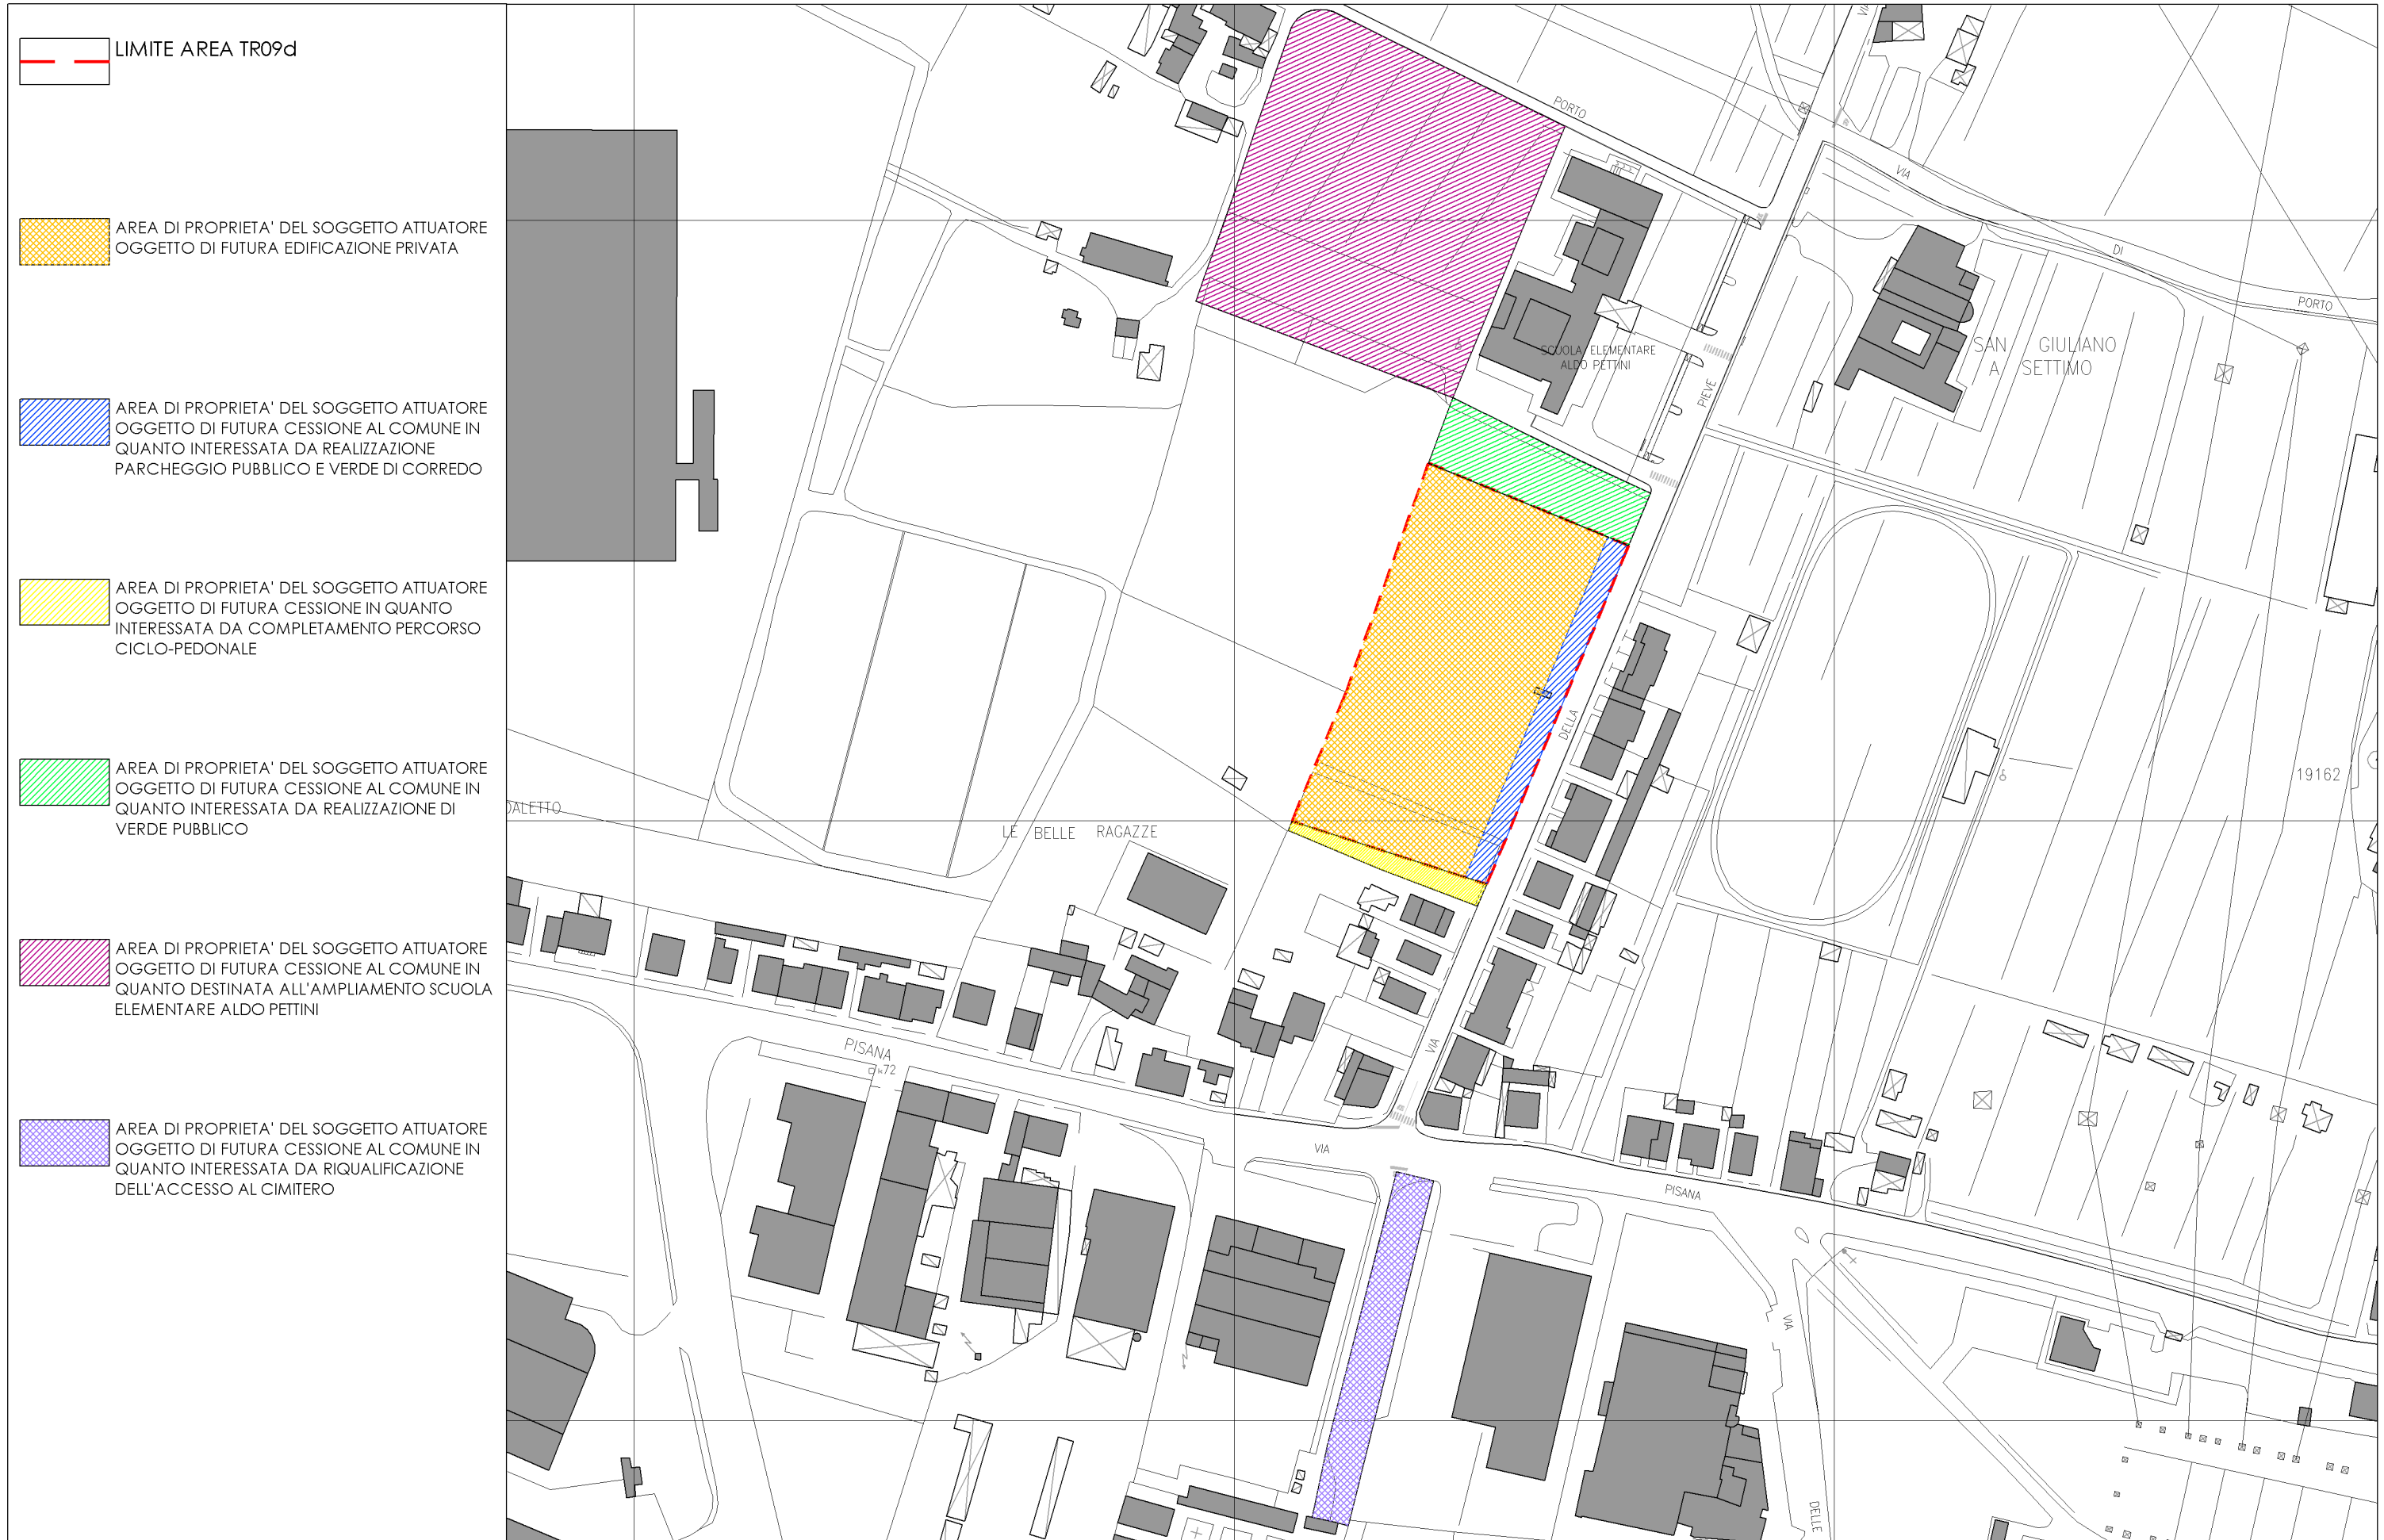 LIMITE AREA TR09d
AREA DI PROPRIETA' DEL SOGGETTO ATTUATORE
OGGETTO DI FUTURA EDIFICAZIONE PRIVATA
AREA DI PROPRIETA' DEL SOGGETTO ATTUATORE
OGGETTO DI FUTURA CESSIONE AL COMUNE IN
QUANTO INTERESSATA DA REALIZZAZIONE
PARCHEGGIO PUBBLICO E VERDE DI CORREDO
AREA DI PROPRIETA' DEL SOGGETTO ATTUATORE
OGGETTO DI FUTURA CESSIONE IN QUANTO
INTERESSATA DA COMPLETAMENTO PERCORSO
CICLO-PEDONALE
AREA DI PROPRIETA' DEL SOGGETTO ATTUATORE
OGGETTO DI FUTURA CESSIONE AL COMUNE IN
QUANTO INTERESSATA DA REALIZZAZIONE DI
VERDE PUBBLICO
AREA DI PROPRIETA' DEL SOGGETTO ATTUATORE
OGGETTO DI FUTURA CESSIONE AL COMUNE IN
QUANTO DESTINATA ALL'AMPLIAMENTO SCUOLA
ELEMENTARE ALDO PETTINI
AREA DI PROPRIETA' DEL SOGGETTO ATTUATORE
OGGETTO DI FUTURA CESSIONE AL COMUNE IN
QUANTO INTERESSATA DA RIQUALIFICAZIONE
DELL'ACCESSO AL CIMITERO
VIA
PORTO
VIA
DI
PORTO
SCUOLA ELEMENTARE
ALDO PETTINI
SAN GIULIANO
A SETTIMO
PIEVE
DELLA
VIA
19162
DALETTO
LE BELLE RAGAZZE
PISANA
72
VIA
PISANA
VIA
DELLE